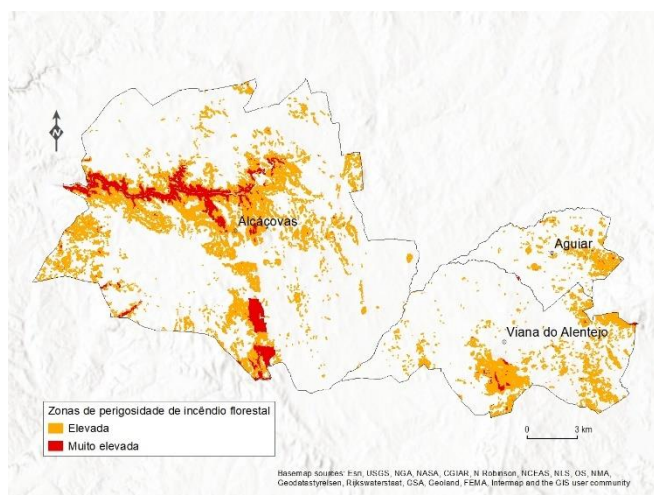 N
Alcáçovas
Aguiar
Viana do Alentejo
Zonas de perigosidade de incêndio florestal
Elevada
Muito elevada
0 3 km
Basemap sources: Esri, USGS, NGA, NASA, CGIAR, N Robinson, NCEAS, NLS, OS, NMA,
Geodatastyrelsen, Rijkswaterstaat, GSA, Geoland, FEMA, Intermap and the GIS user community